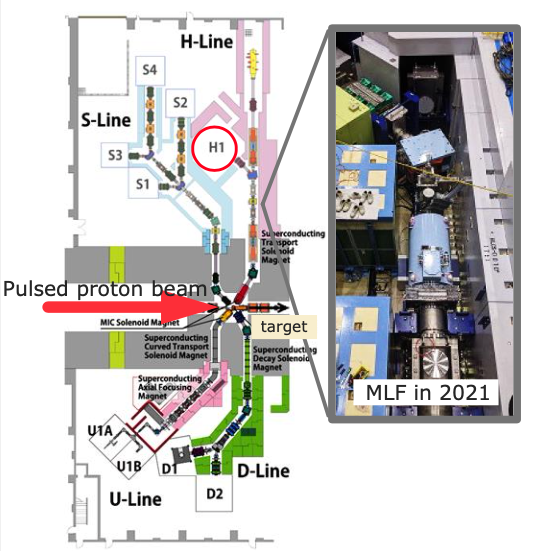 H-Line
S4
S2
S-Line
S3
H1
S1
Superconducting
Transport
Solenoid
Magnet
Pulsed proton beam
MIC Solenoid Magnet
target
Superconducting
Curved Transport
Solenoid Magnet
Superconducting
Decay Solenoid
Magnet
Superconducting
Axial Focusing
Magnet
MLF in 2021
U1A
U1B
D1
D-Line
U-Line
D2